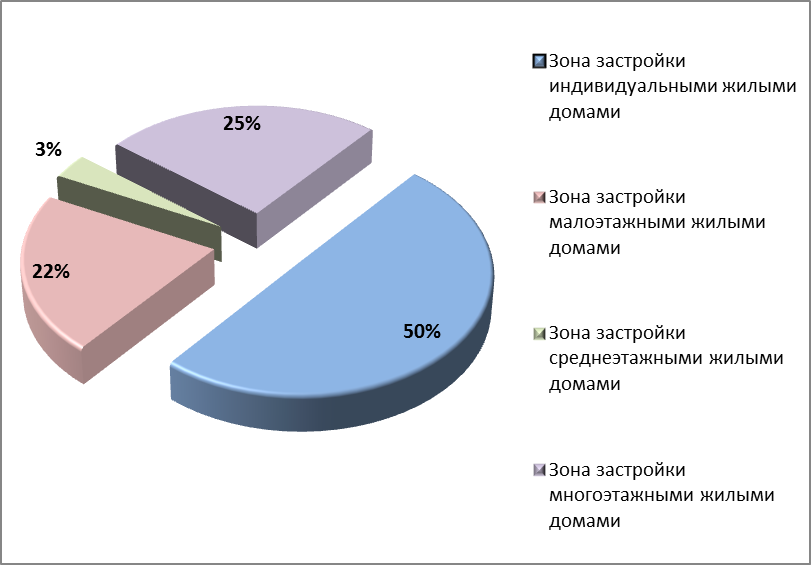 25%
3%
22%
50%
Зона застройки
индивидуальными жилыми
домами
Зона застройки
малоэтажными жилыми
домами
Зона застройки
среднеэтажными жилыми
домами
Зона застройки
многоэтажными жилыми
домами